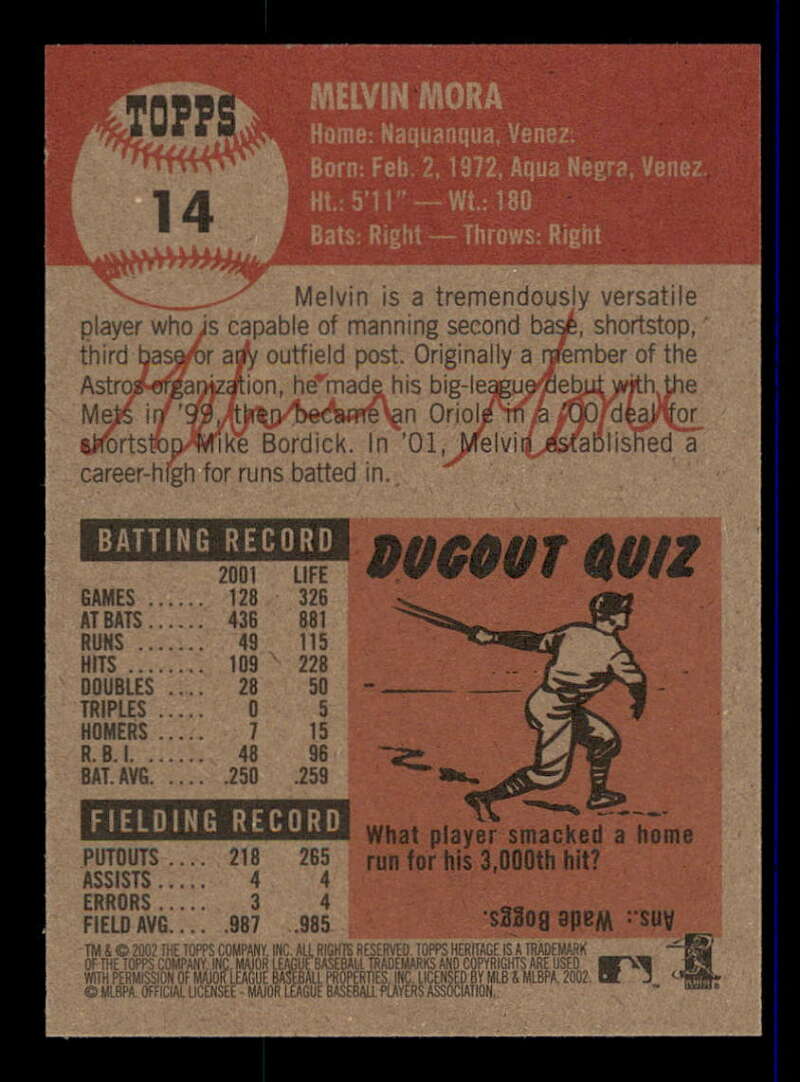 TOPPS
14
MELVIN MORA
Home: Naquanqua, Venez.
Born: Feb. 2, 1972, Aqua Negra, Venez.
Ht.: 5'11" — Wt.: 180
Bats: Right — Throws: Right
Melvin is a tremendously versatile
player who is capable of manning second base, shortstop,
third base or any outfield post. Originally a member of the
Astros organization, he made his big-league debut with the
Mets in '99, then became an Oriole in a '00 deal for
shortstop Mike Bordick. In '01, Melvin established a
career-high for runs batted in.
Melvin Mora
BATTING RECORD
2001 LIFE
GAMES ...... 128 326
AT BATS ...... 436 881
RUNS ....... 49 115
HITS ........ 109 228
DOUBLES .... 28 50
TRIPLES ..... 0 5
HOMERS ..... 7 15
R.B.I. ...... 48 96
BAT. AVG. .... .250 .259
FIELDING RECORD
PUTOUTS .... 218 265
ASSISTS ..... 4 4
ERRORS ..... 3 4
FIELD AVG. ... .987 .985
DUGOUT QUIZ
What player smacked a home
run for his 3,000th hit?
Ans.: Wade Boggs.
TM & © 2002 THE TOPPS COMPANY, INC. ALL RIGHTS RESERVED. TOPPS HERITAGE IS A TRADEMARK
OF THE TOPPS COMPANY, INC. MAJOR LEAGUE BASEBALL TRADEMARKS AND COPYRIGHTS ARE USED
WITH PERMISSION OF MAJOR LEAGUE BASEBALL PROPERTIES, INC. LICENSED BY MLB & MLBPA, 2002.
© MLBPA. OFFICIAL LICENSEE - MAJOR LEAGUE BASEBALL PLAYERS ASSOCIATION.